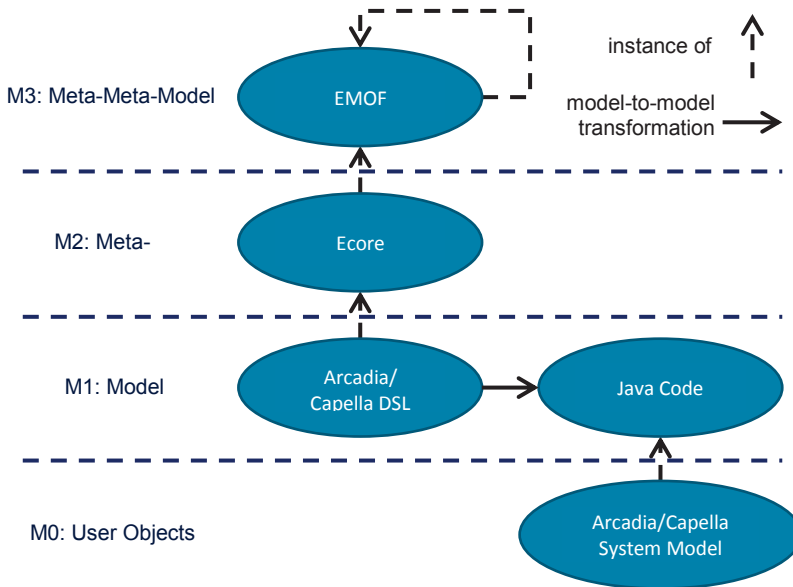 instance of
model-to-model
transformation
M3: Meta-Meta-Model
EMOF
M2: Meta-
Ecore
M1: Model
Arcadia/
Capella DSL
Java Code
M0: User Objects
Arcadia/Capella
System Model